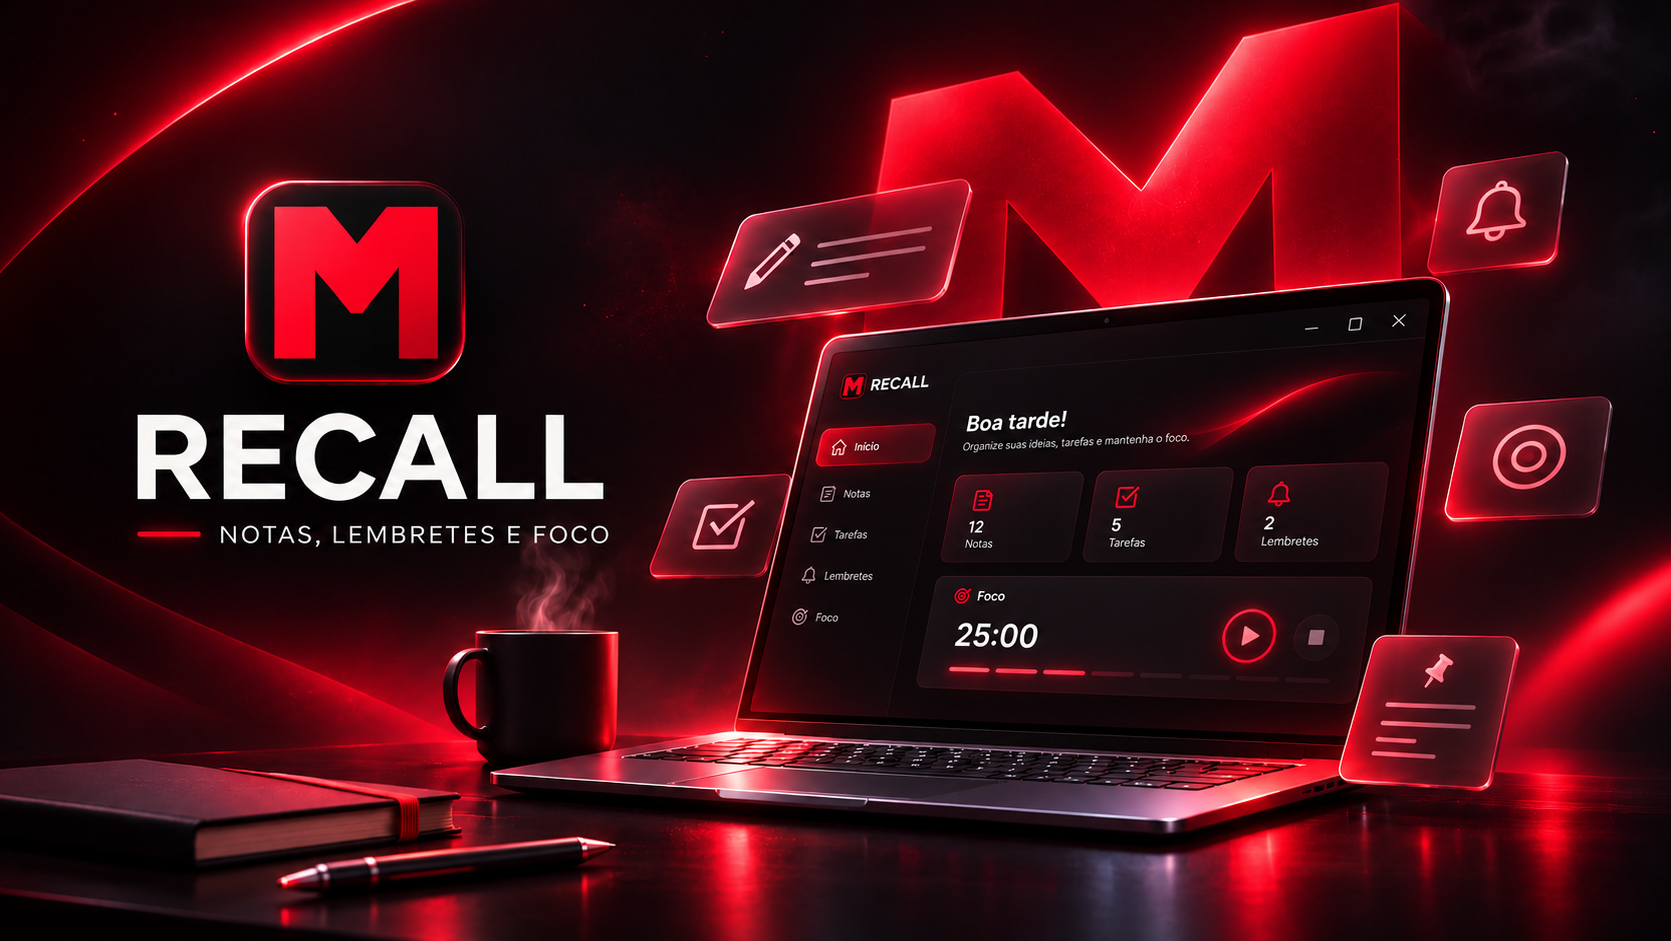 M
RECALL
NOTAS, LEMBRETES E FOCO
M
M RECALL
Início
Notas
Tarefas
Lembretes
Foco
Boa tarde!
Organize suas ideias, tarefas e mantenha o foco.
12
Notas
5
Tarefas
2
Lembretes
Foco
25:00